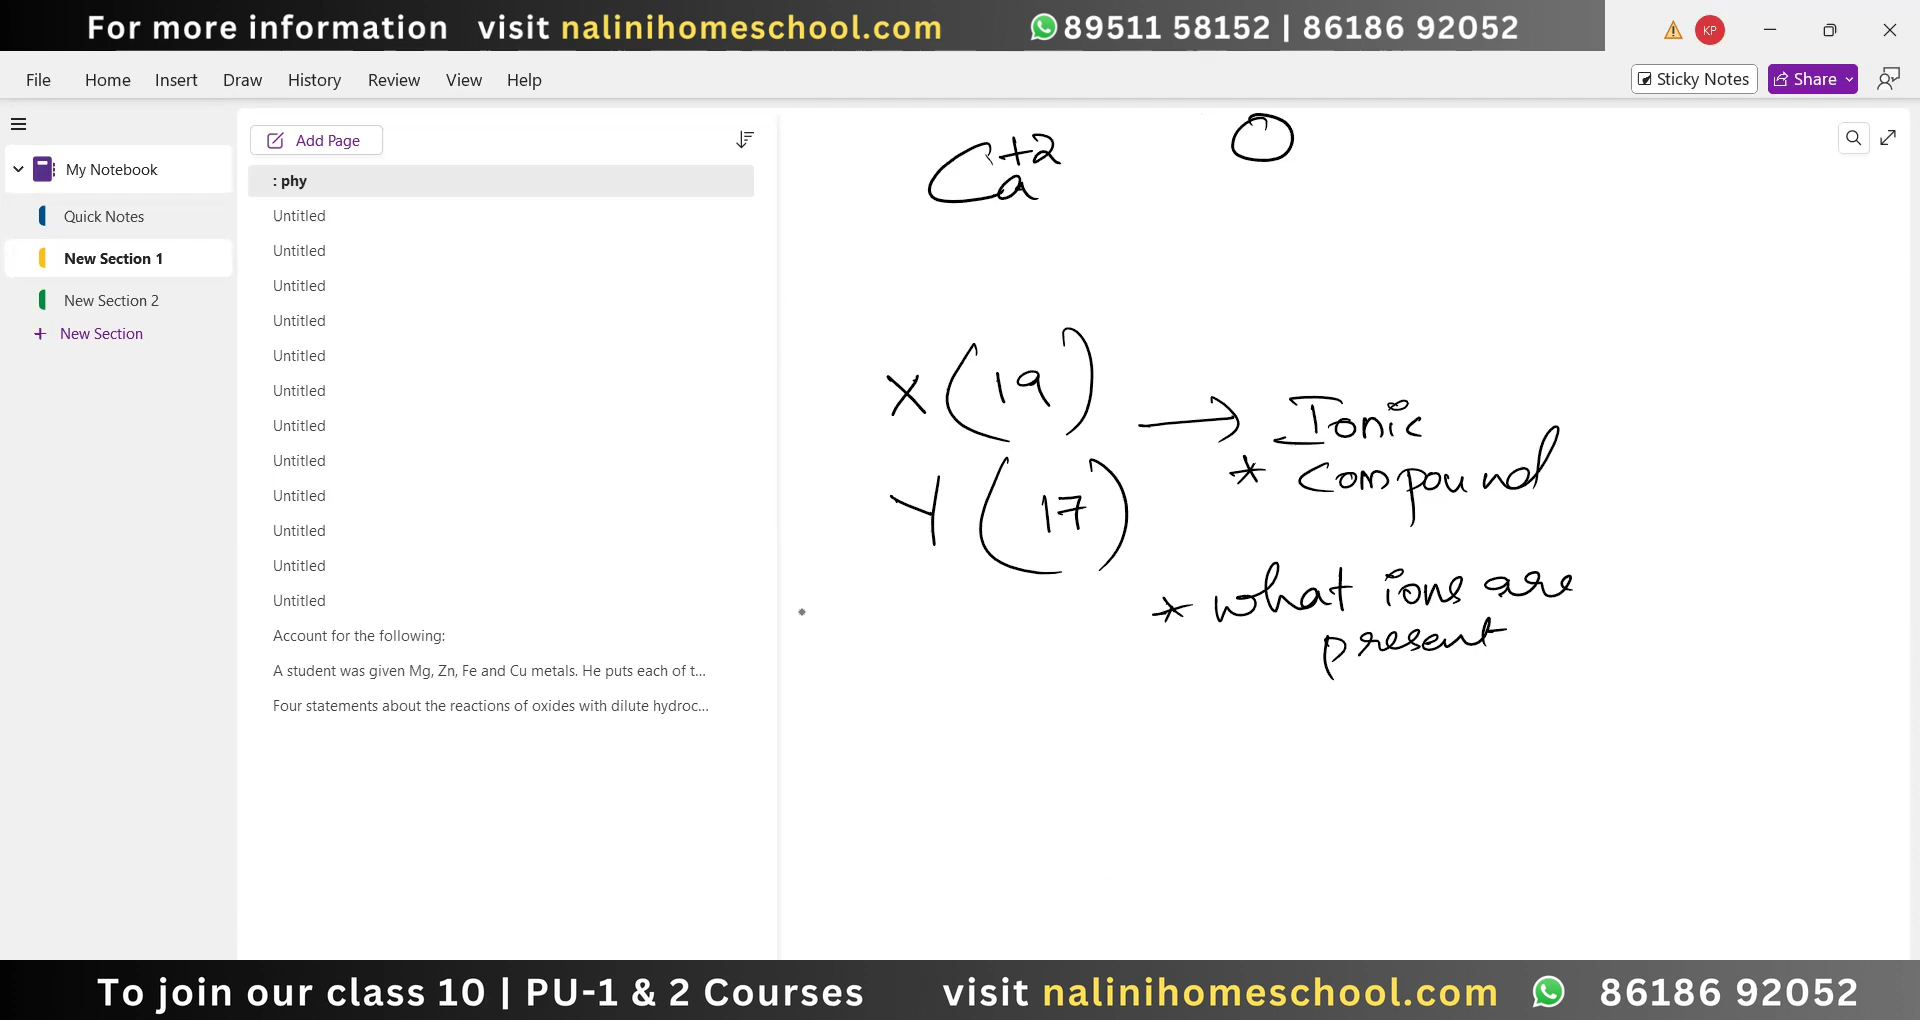 For more information visit nalinihomeschool.com 89511 58152 | 86186 92052
KP
File Home Insert Draw History Review View Help
Sticky Notes Share
Add Page
My Notebook
Quick Notes
New Section 1
New Section 2
+ New Section
: phy
Untitled
Untitled
Untitled
Untitled
Untitled
Untitled
Untitled
Untitled
Untitled
Untitled
Untitled
Untitled
Account for the following:
A student was given Mg, Zn, Fe and Cu metals. He puts each of t...
Four statements about the reactions of oxides with dilute hydroc...
Ca+2 O
X (19)
Y (17)
→ Ionic
* compound
* what ions are
present
To join our class 10 | PU-1 & 2 Courses visit nalinihomeschool.com 86186 92052